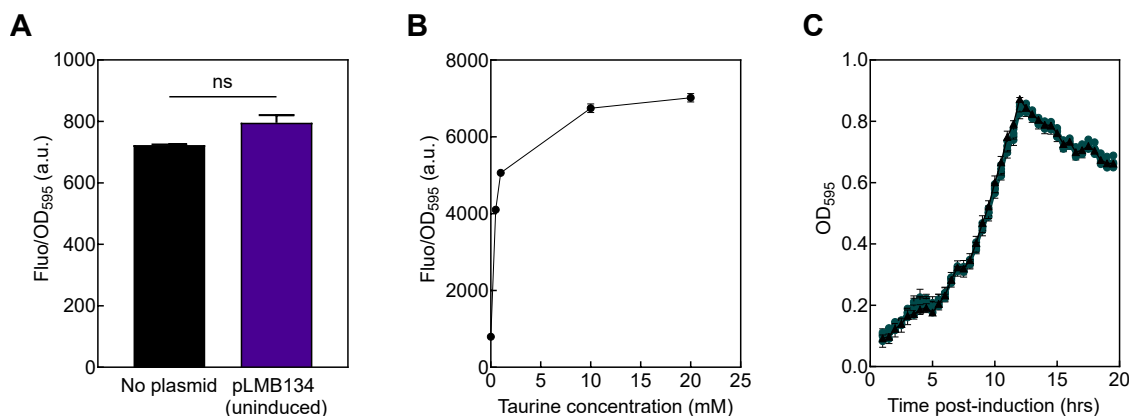 A
Fluo/OD595 (a.u.)
1000
800
600
400
200
0
ns
No plasmid
pLMB134
(uninduced)
B
Fluo/OD595 (a.u.)
8000
6000
4000
2000
0
0 5 10 15 20 25
Taurine concentration (mM)
C
OD595
1.0
0.8
0.6
0.4
0.2
0.0
0 5 10 15 20
Time post-induction (hrs)